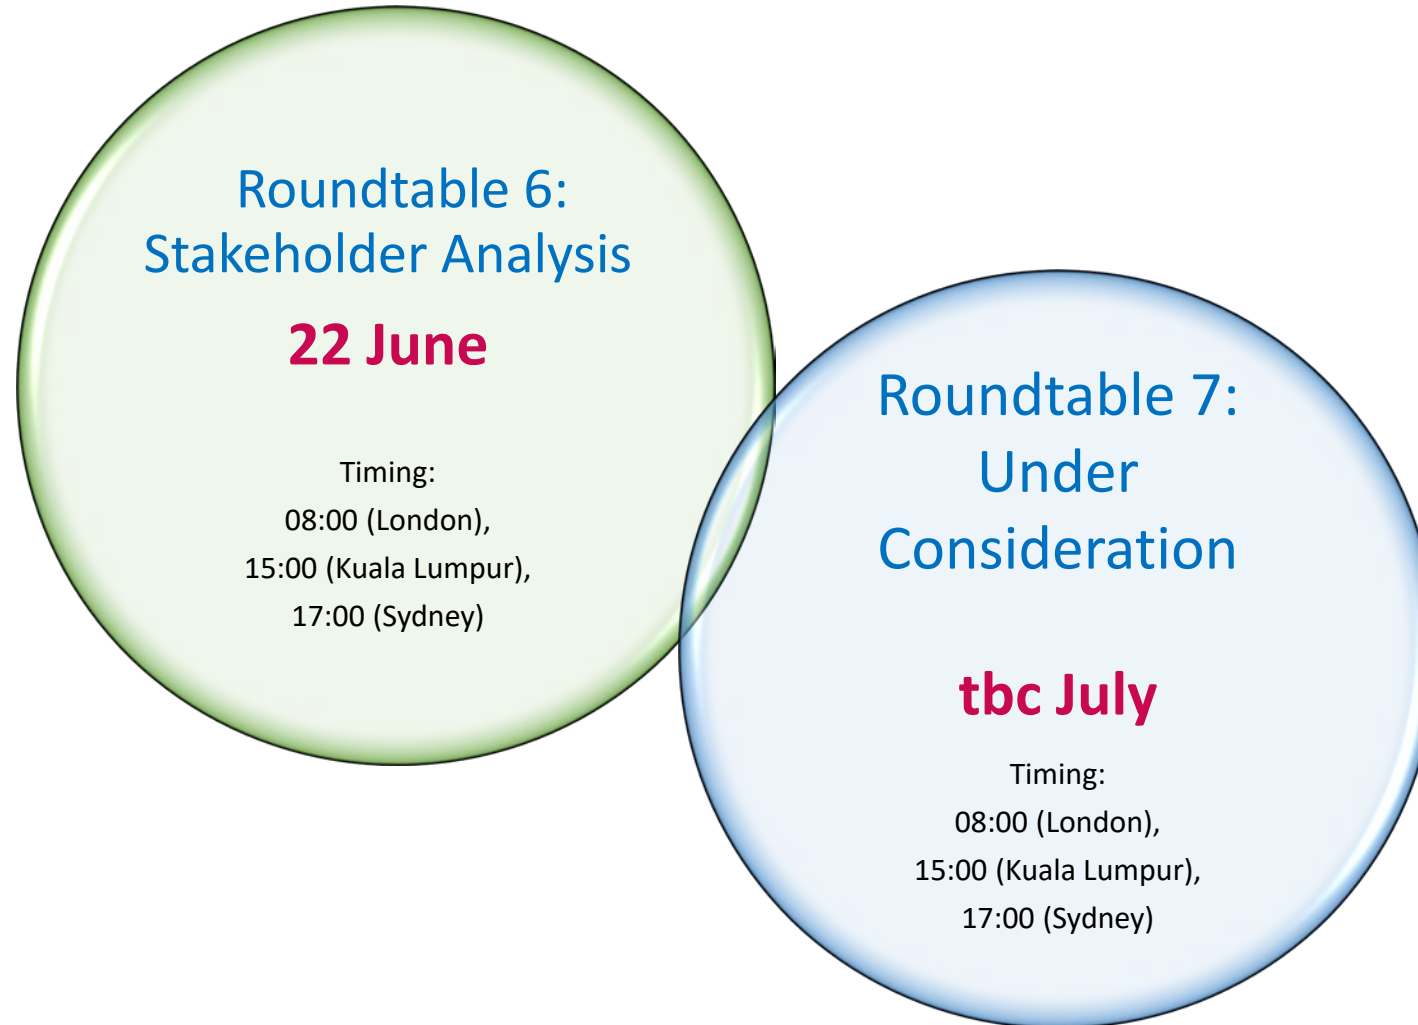 Roundtable 6:
Stakeholder Analysis
22 June
Timing:
08:00 (London),
15:00 (Kuala Lumpur),
17:00 (Sydney)
Roundtable 7:
Under
Consideration
tbc July
Timing:
08:00 (London),
15:00 (Kuala Lumpur),
17:00 (Sydney)